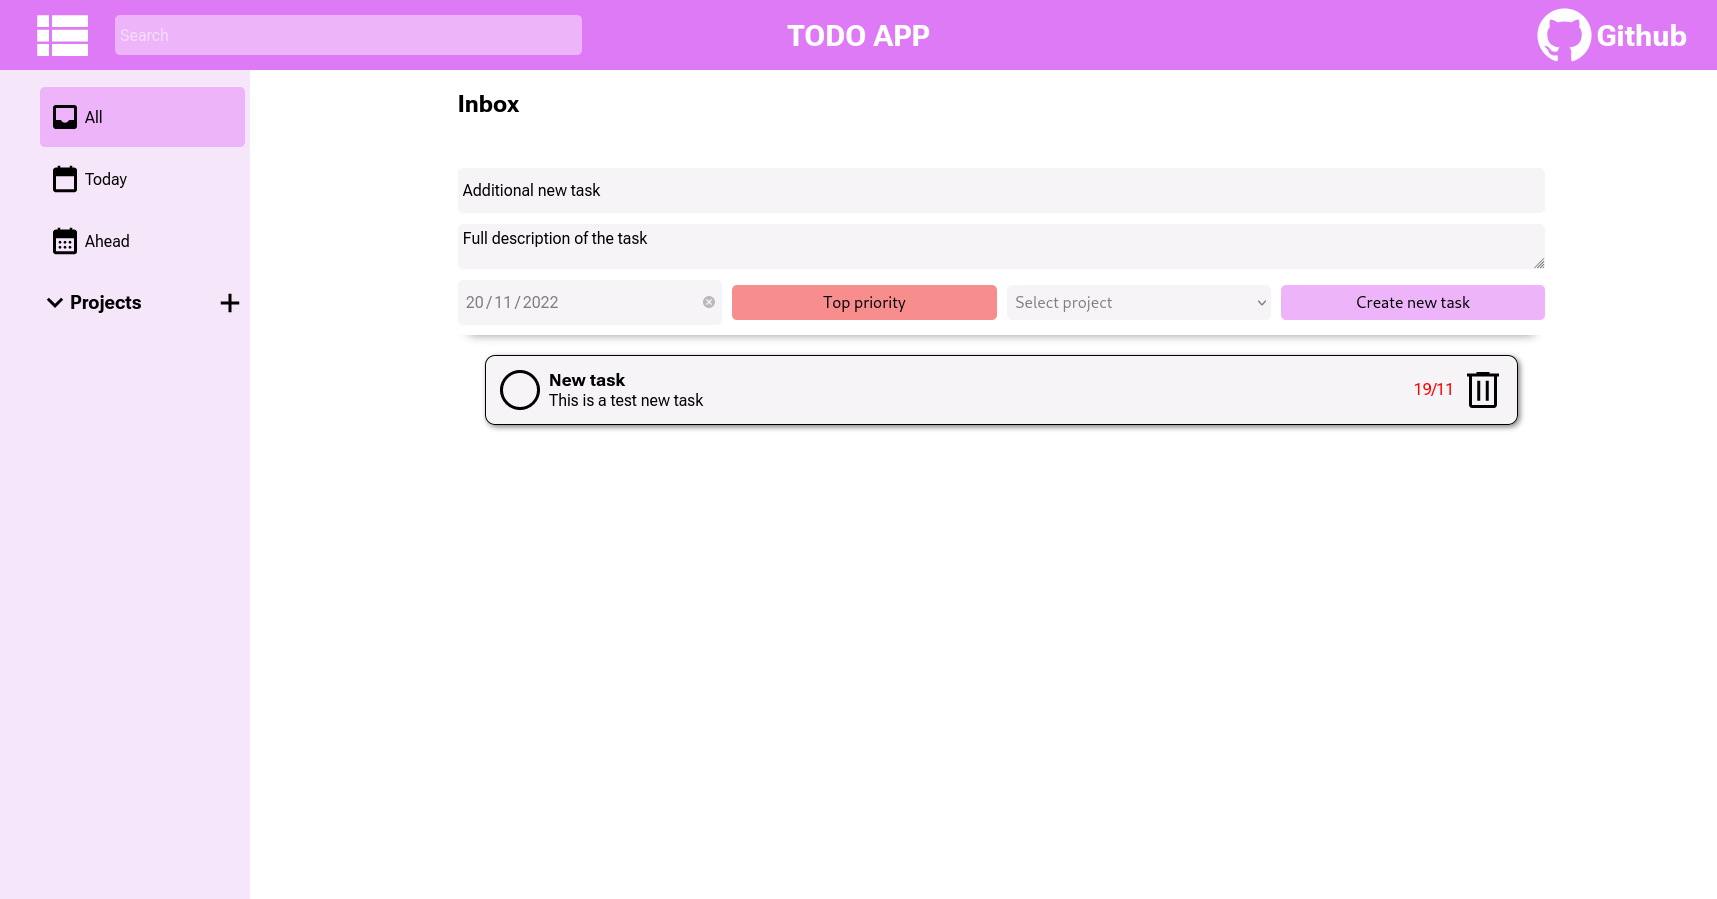 Search
TODO APP
Github
All
Today
Ahead
Projects
Inbox
Additional new task
Full description of the task
20/11/2022
Top priority
Select project
Create new task
New task
This is a test new task
19/11